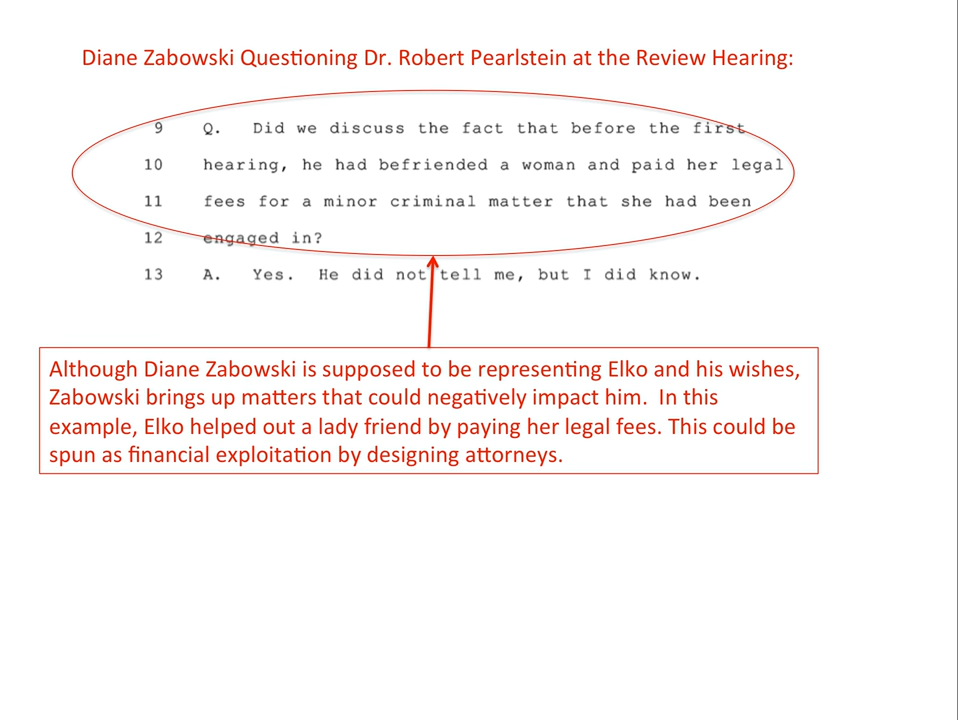 Diane Zabowski Questioning Dr. Robert Pearlstein at the Review Hearing:
9 Q. Did we discuss the fact that before the first
10 hearing, he had befriended a woman and paid her legal
11 fees for a minor criminal matter that she had been
12 engaged in?
13 A. Yes. He did not tell me, but I did know.
Although Diane Zabowski is supposed to be representing Elko and his wishes,
Zabowski brings up matters that could negatively impact him. In this
example, Elko helped out a lady friend by paying her legal fees. This could be
spun as financial exploitation by designing attorneys.